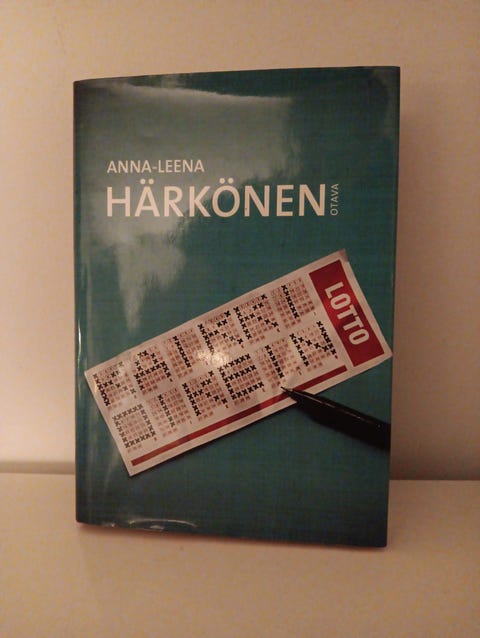 ANNA-LEENA
HÄRKÖNEN
OTAVA
LOTTO
KAIKKI
OIKEIN